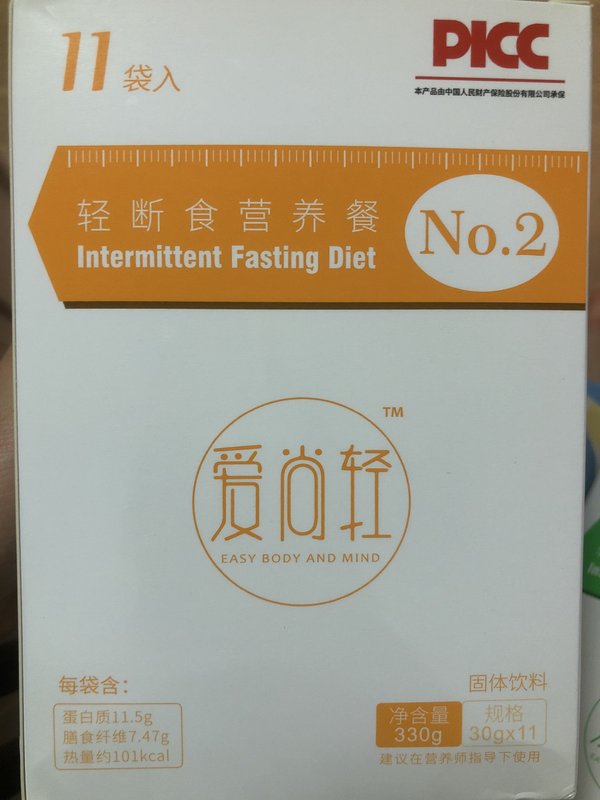 11袋入
PICC
本产品由中国人民财产保险股份有限公司承保
轻断食营养餐
Intermittent Fasting Diet
No.2
TM
爱尚轻
EASY BODY AND MIND
每袋含:
蛋白质11.5g
膳食纤维7.47g
热量约101kcal
固体饮料
净含量
330g
规格
30gx11
建议在营养师指导下使用